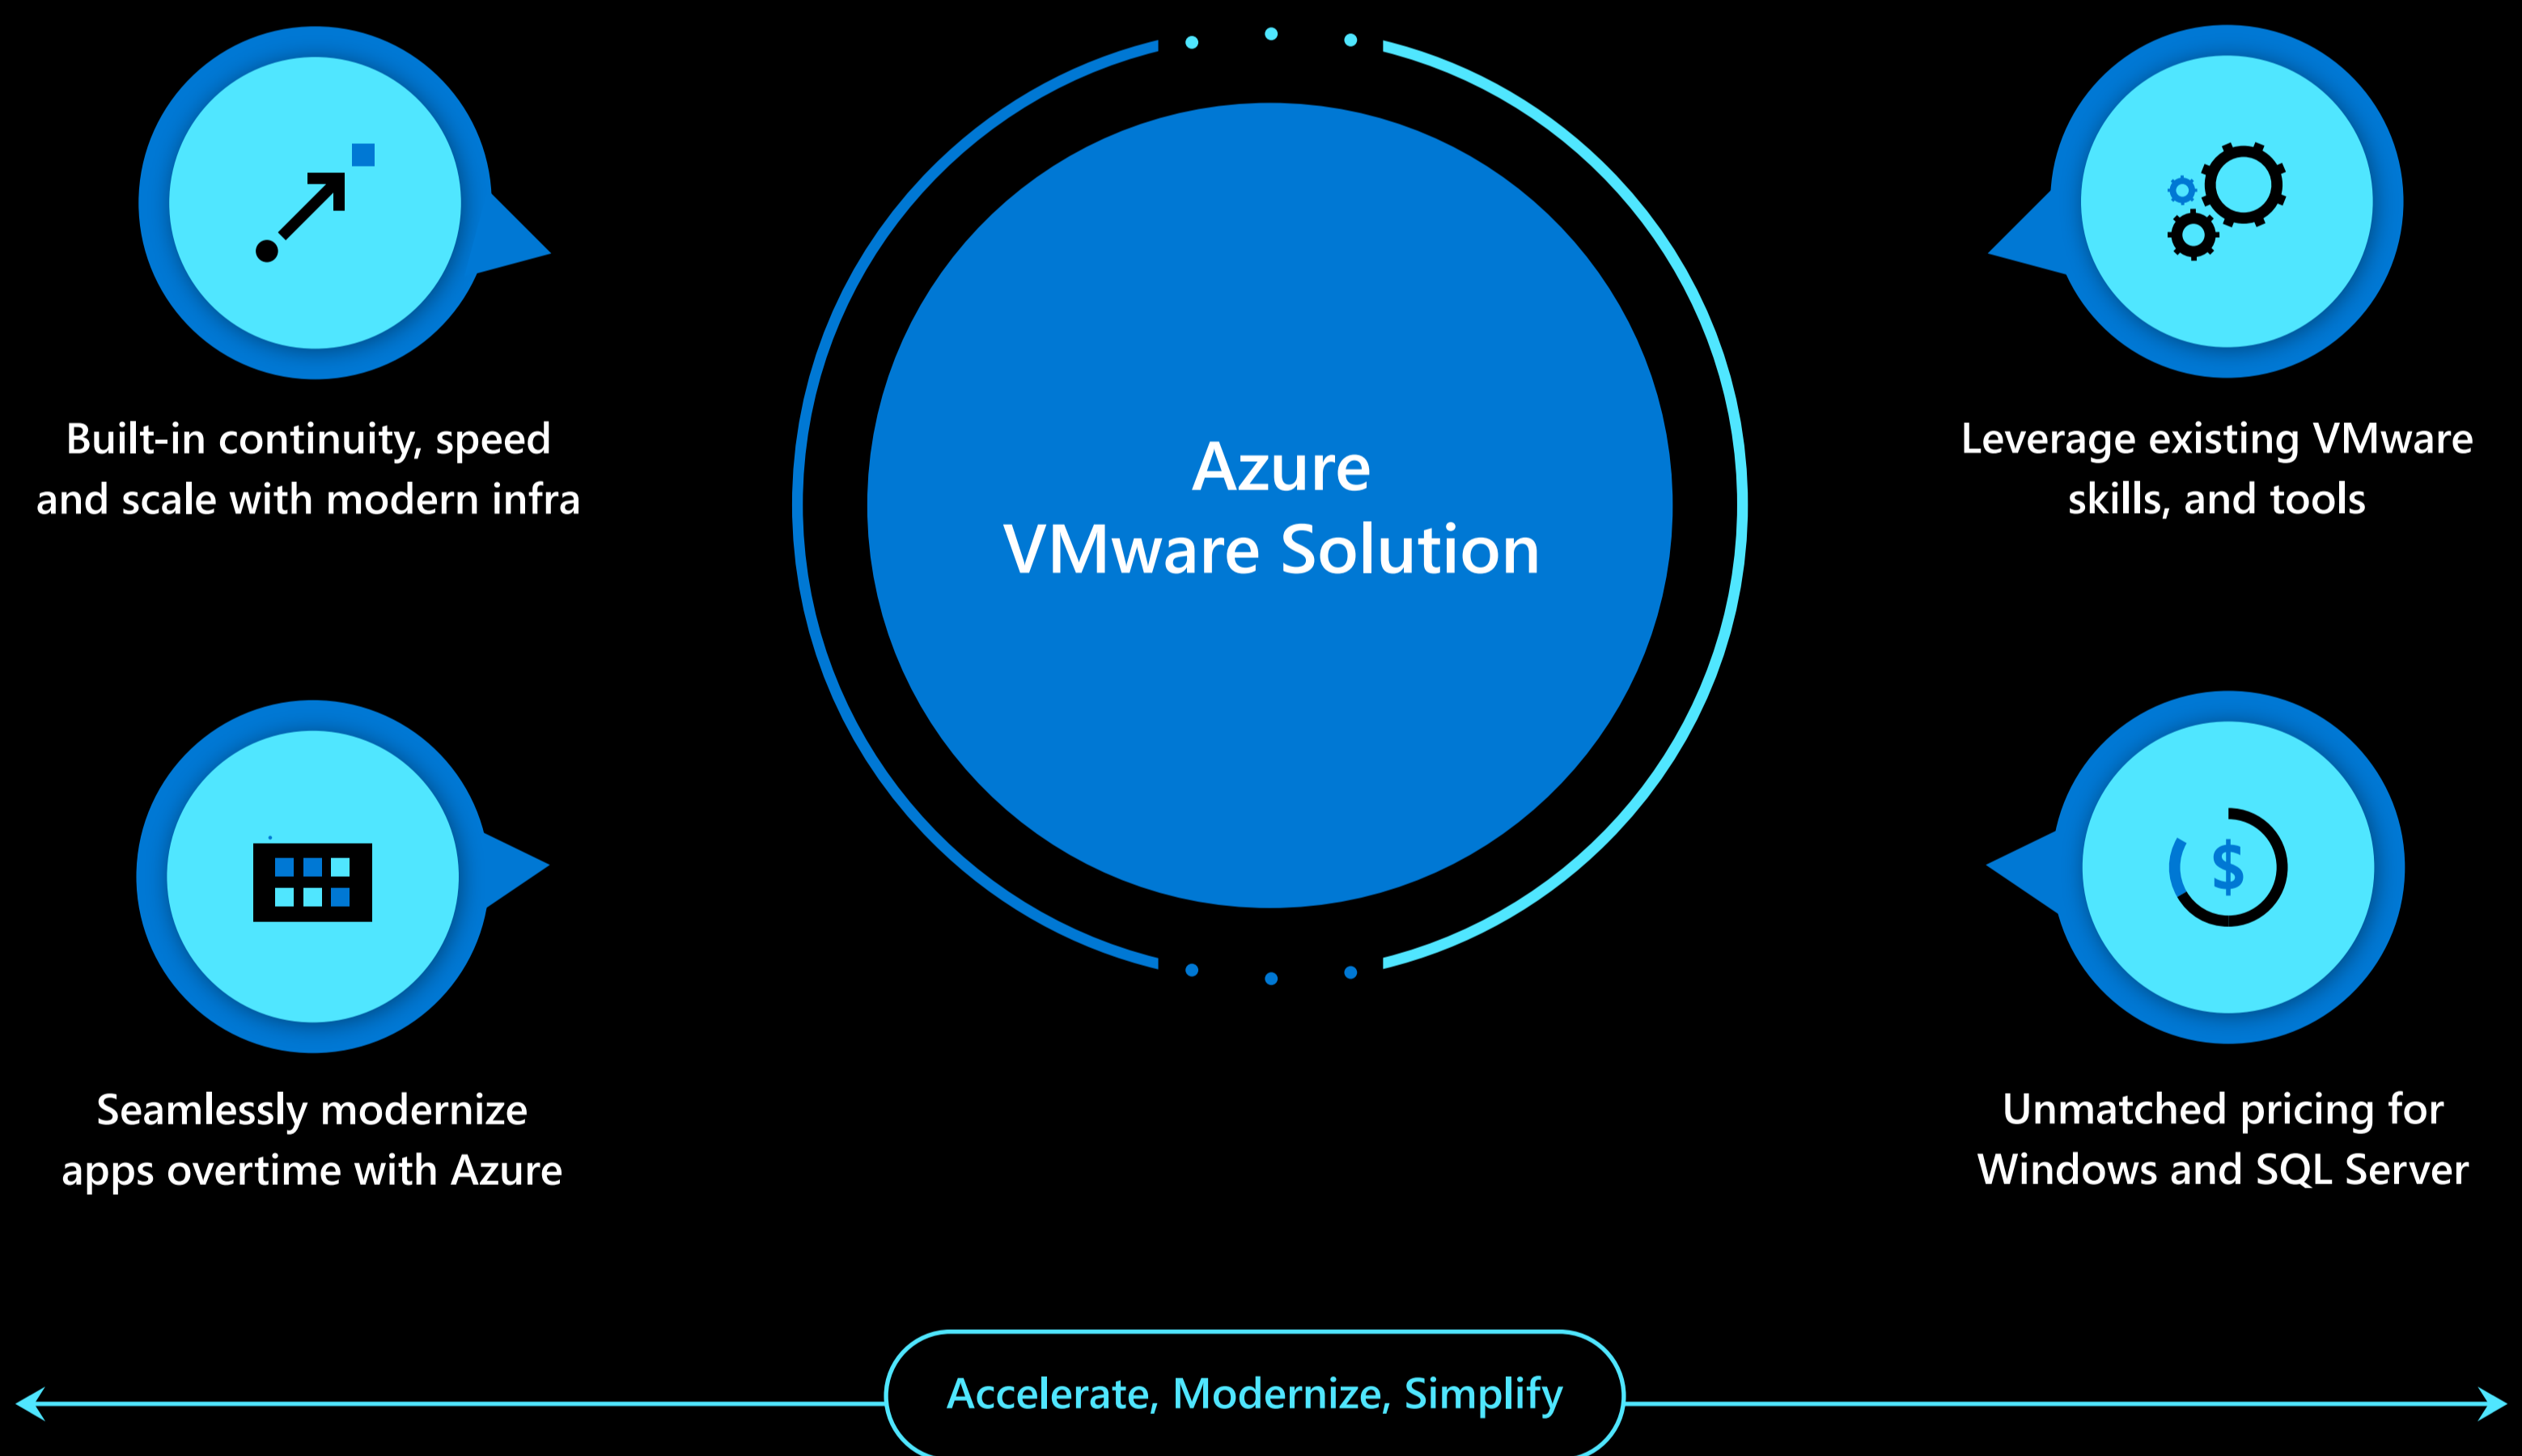 Built-in continuity, speed
and scale with modern infra
Azure
VMware Solution
Leverage existing VMware
skills, and tools
$
Seamlessly modernize
apps overtime with Azure
Unmatched pricing for
Windows and SQL Server
Accelerate, Modernize, Simplify